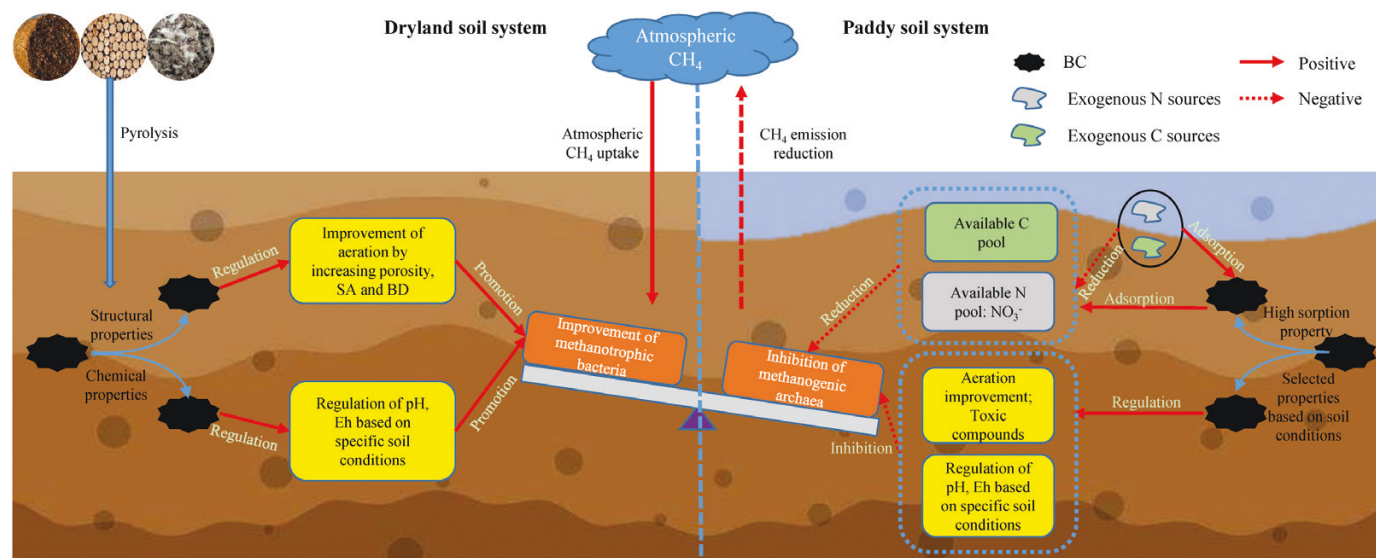 Dryland soil system
Paddy soil system
Atmospheric
CH₄
BC
Exogenous N sources
Exogenous C sources
Positive
Negative
Pyrolysis
Atmospheric
CH₄ uptake
CH₄ emission
reduction
Structural
properties
Chemical
properties
Regulation
Regulation
Improvement of
aeration by
increasing porosity,
SA and BD
Regulation of pH,
Eh based on
specific soil
conditions
Promotion
Promotion
Improvement of
methanotrophic
bacteria
Inhibition of
methanogenic
archaea
Reduction
Inhibition
Available C
pool
Available N
pool: NO₃⁻
Aeration
improvement;
Toxic
compounds
Regulation of
pH, Eh based
on specific soil
conditions
Reduction
Adsorption
Adsorption
Regulation
High sorption
property
Selected
properties
based on soil
conditions